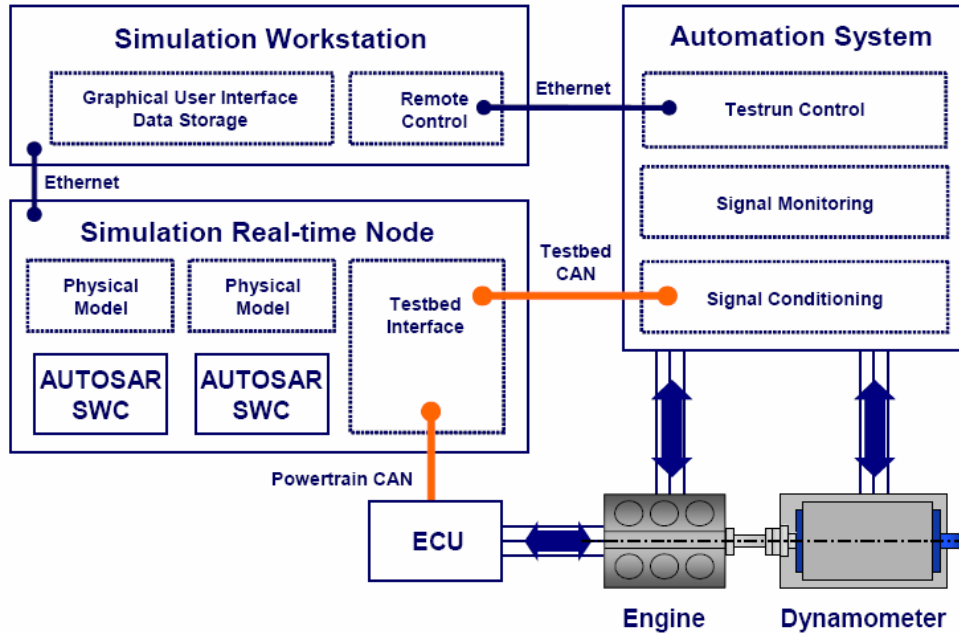 Simulation Workstation
Graphical User Interface
Data Storage
Remote
Control
Ethernet
Automation System
Testrun Control
Signal Monitoring
Signal Conditioning
Ethernet
Simulation Real-time Node
Physical
Model
Physical
Model
Testbed
Interface
AUTOSAR
SWC
AUTOSAR
SWC
Testbed
CAN
Powertrain CAN
ECU
Engine
Dynamometer